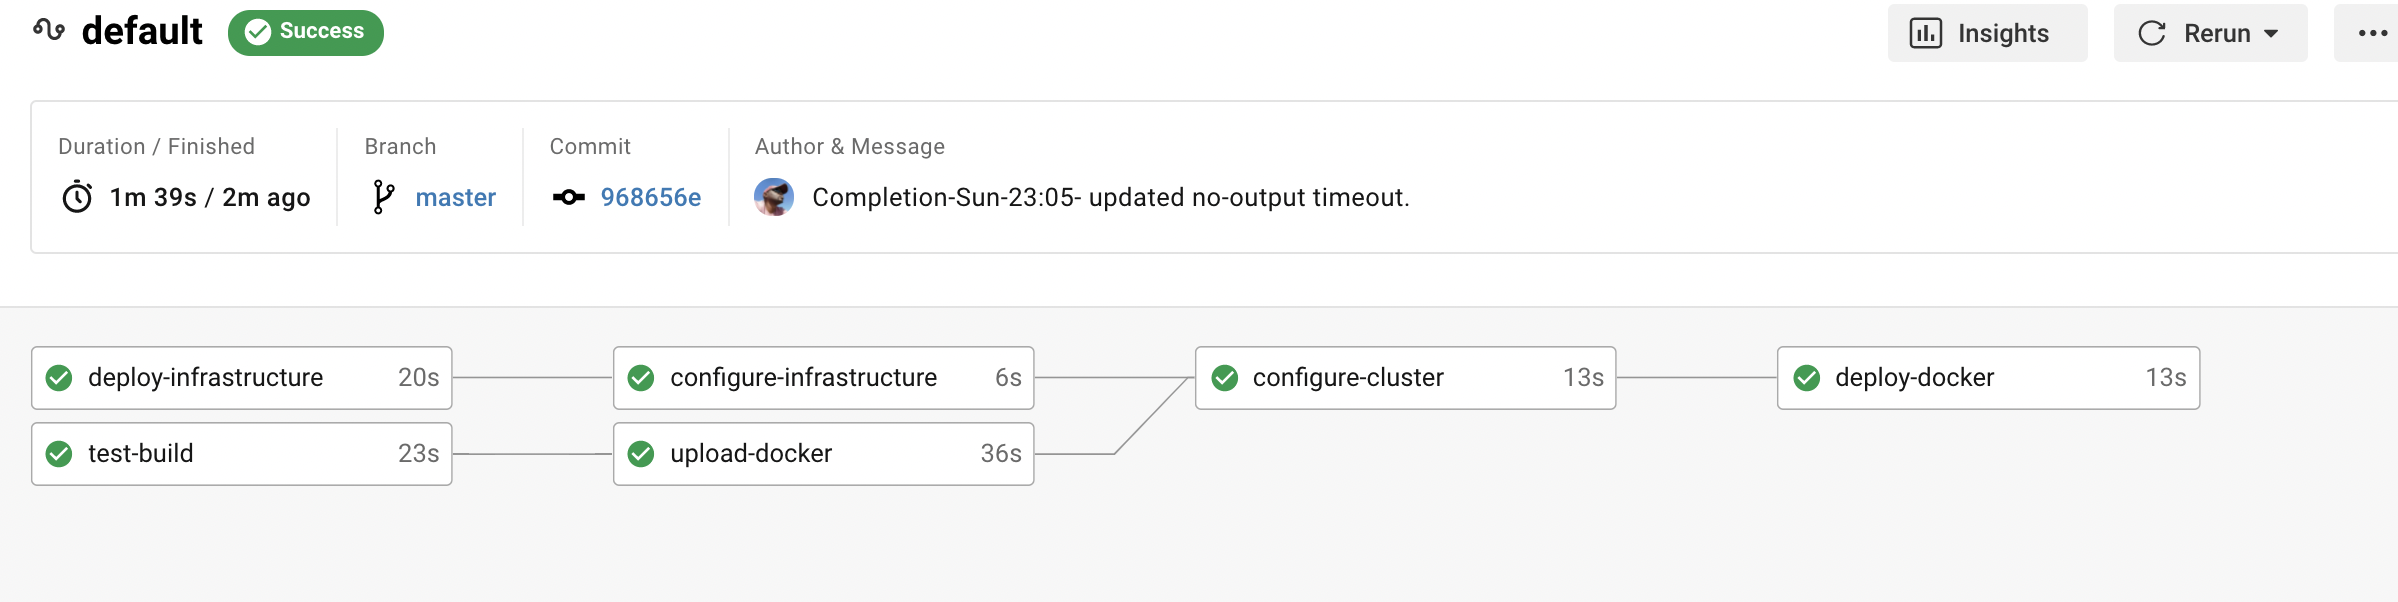 default Success Insights Rerun
Duration / Finished Branch Commit Author & Message
1m 39s / 2m ago master 968656e Completion-Sun-23:05- updated no-output timeout.
deploy-infrastructure 20s configure-infrastructure 6s configure-cluster 13s deploy-docker 13s
test-build 23s upload-docker 36s